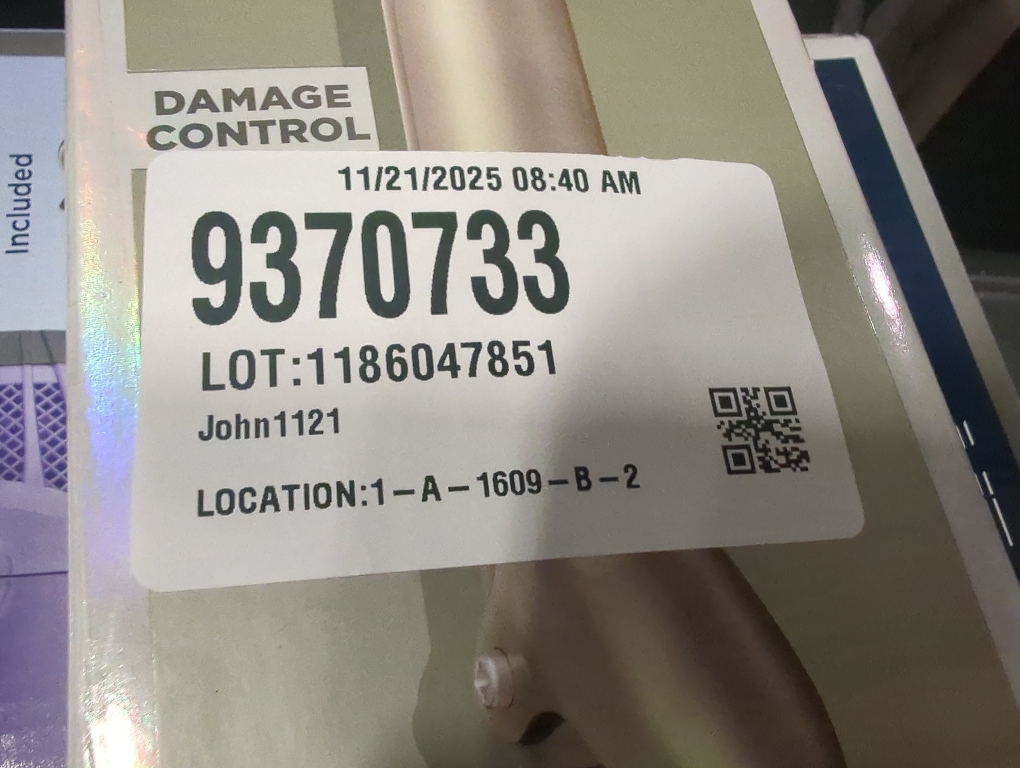 DAMAGE
CONTROL
Included
11/21/2025 08:40 AM
9370733
LOT:1186047851
John1121
LOCATION:1-A-1609-B-2